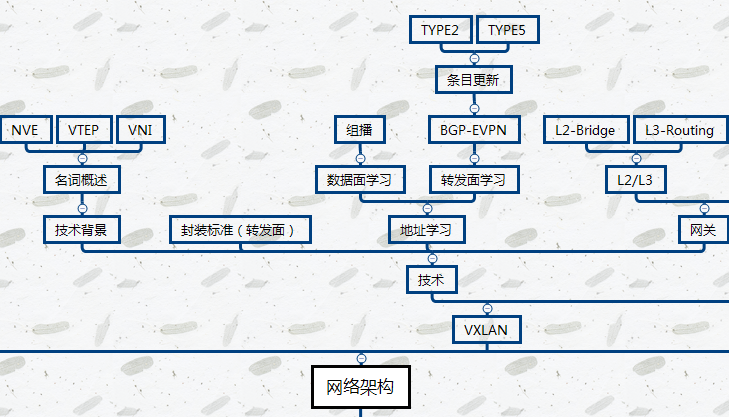 TYPE2
TYPE5
条目更新
NVE
VTEP
VNI
组播
BGP-EVPN
L2-Bridge
L3-Routing
名词概述
数据面学习
转发面学习
L2/L3
技术背景
封装标准（转发面）
地址学习
网关
技术
VXLAN
网络架构